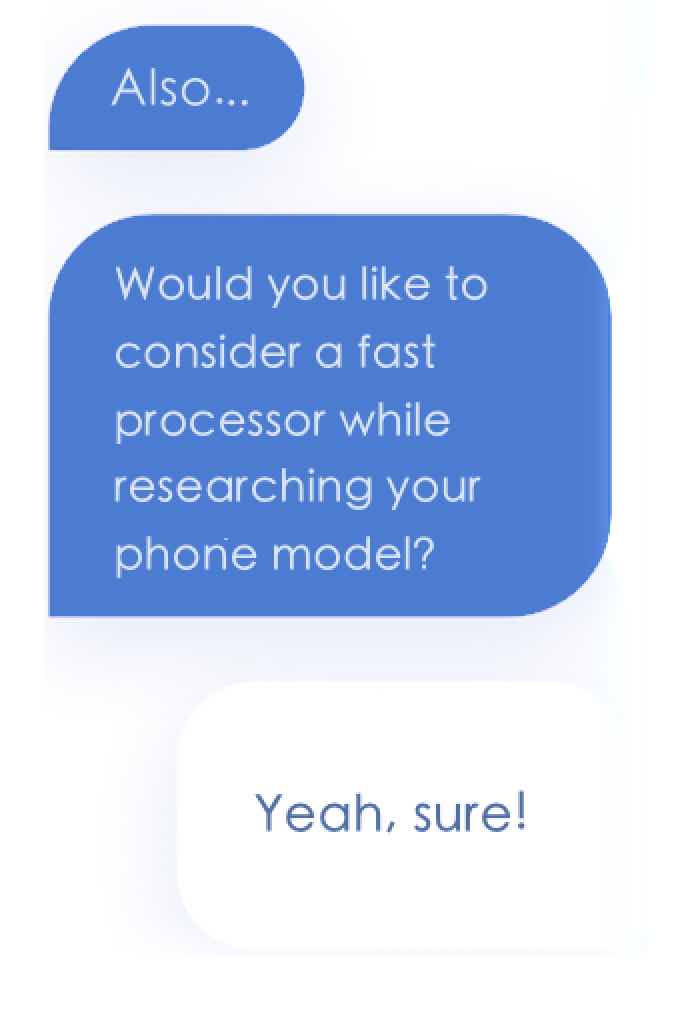 Also...
Would you like to
consider a fast
processor while
researching your
phone model?
Yeah, sure!